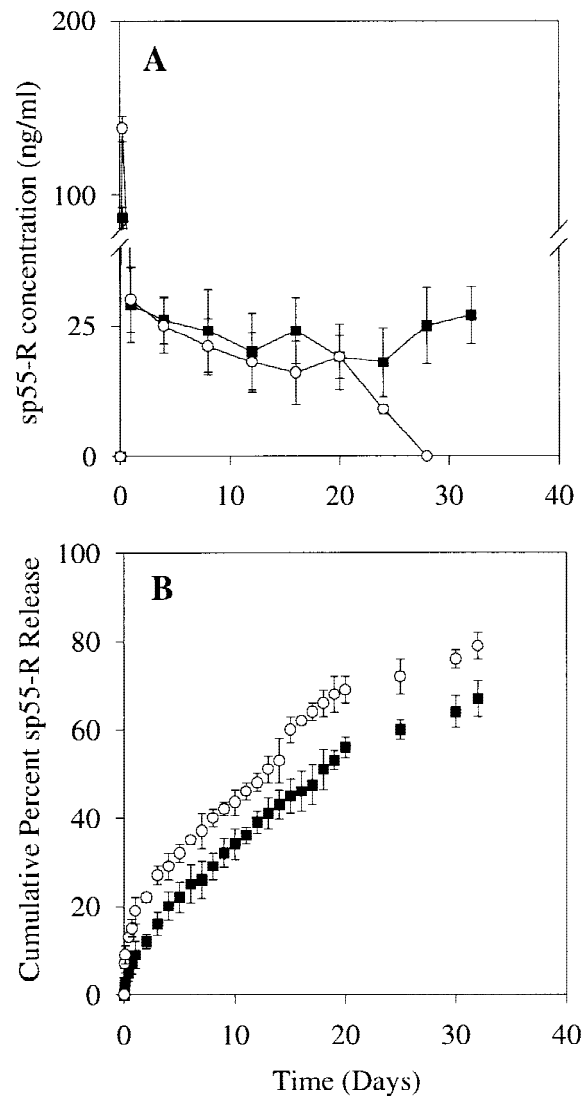 200
A
100
25
0
sp55-R concentration (ng/ml)
0 10 20 30 40
100
B
80
60
40
20
0
Cumulative Percent sp55-R Release
0 10 20 30 40
Time (Days)